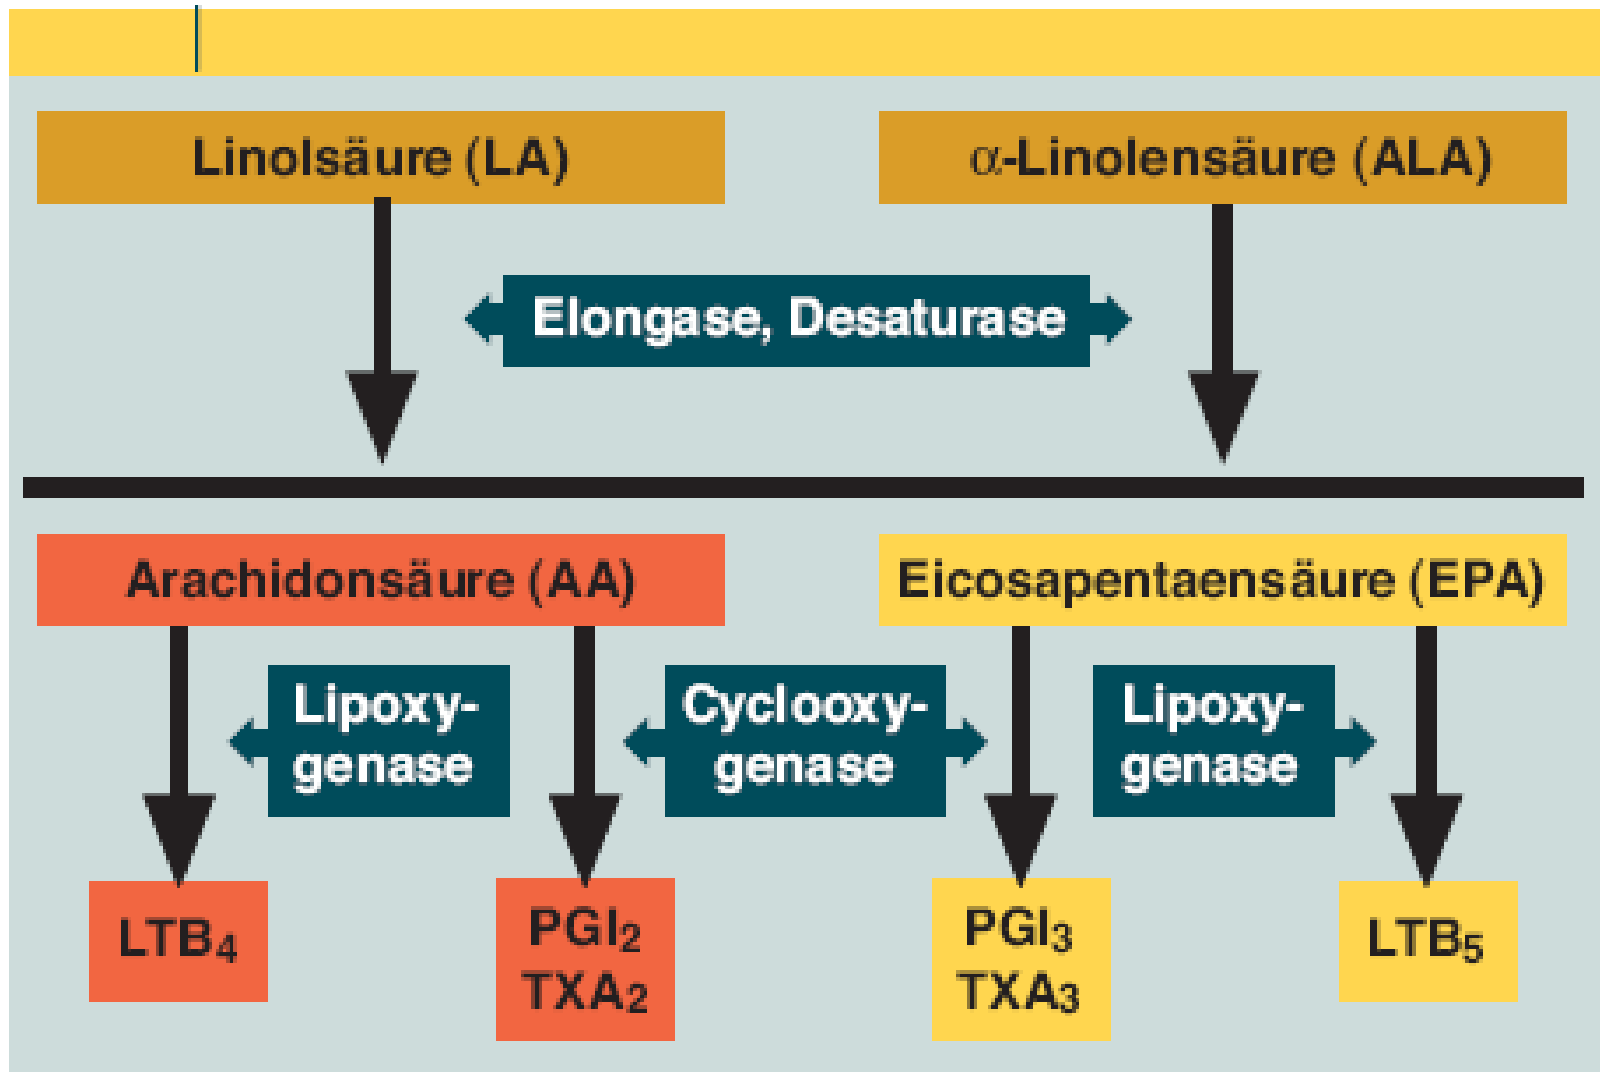 Linolsäure (LA)
α-Linolensäure (ALA)
Elongase, Desaturase
Arachidonsäure (AA)
Eicosapentaensäure (EPA)
Lipoxy-
genase
Cyclooxy-
genase
Lipoxy-
genase
LTB₄
PGI₂
TXA₂
PGI₃
TXA₃
LTB₅